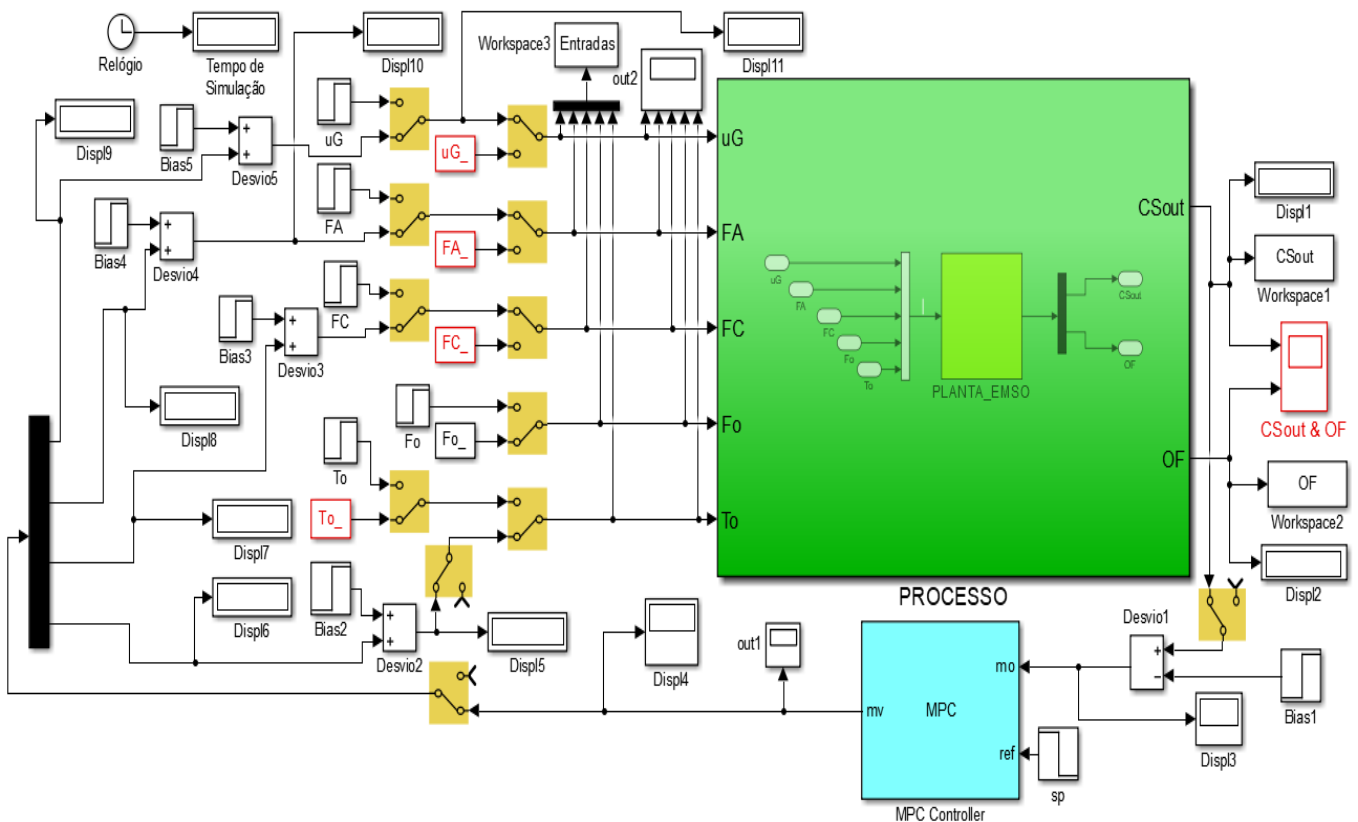 Relógio
Tempo de
Simulação
Displ10
Workspace3
Entradas
out2
Displ11
Displ9
Bias5
+
+
Desvio5
uG
uG_
uG
Bias4
+
+
Desvio4
FA
FA_
FA
Bias3
+
+
Desvio3
FC
FC_
FC
Displ8
Fo
Fo_
Fo
To
To_
To
Displ7
Displ6
Bias2
+
+
Desvio2
Displ5
uG
FA
FC
Fo
To
PLANTA_EMSO
CSout
OF
CSout
OF
PROCESSO
Displ1
CSout
Workspace1
CSout & OF
OF
Workspace2
Displ2
Desvio1
+
−
Bias1
Displ3
Displ4
out1
mo
mv
MPC
ref
sp
MPC Controller